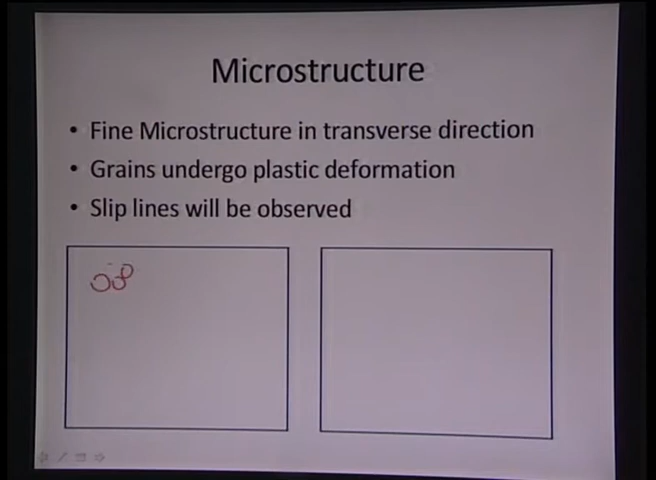 Microstructure
• Fine Microstructure in transverse direction
• Grains undergo plastic deformation
• Slip lines will be observed